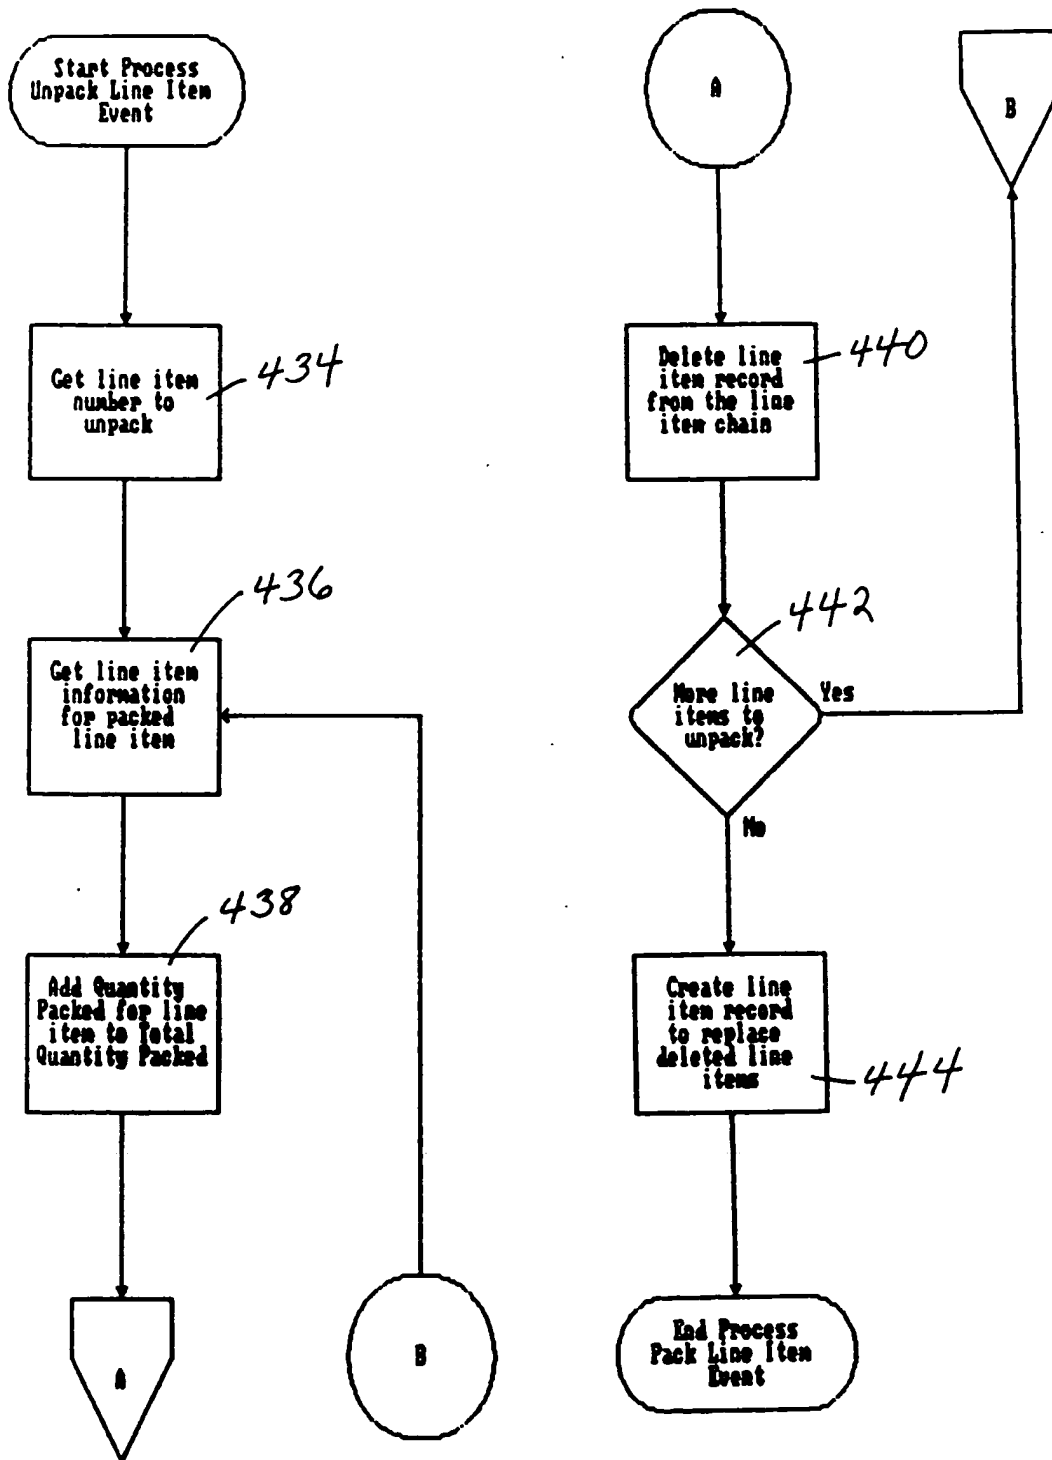 Start Process
Unpack Line Item
Event
Get line item
number to
unpack
434
436
Get line item
information
for packed
line item
438
Add Quantity
Packed for line
item to Total
Quantity Packed
A
B
A
Delete line
item record
from the line
item chain
440
442
More line
items to
unpack?
Yes
No
Create line
item record
to replace
deleted line
items
444
End Process
Pack Line Item
Event
B